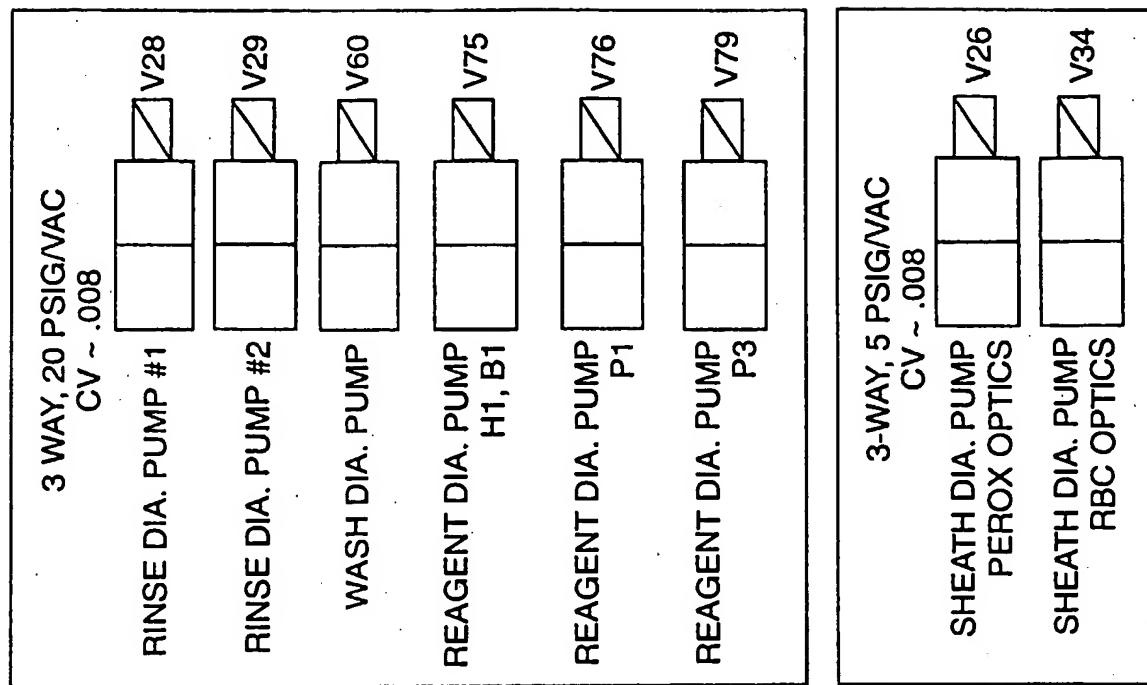 3 WAY, 20 PSIG/VAC
CV ~ .008
RINSE DIA. PUMP #1
V28
RINSE DIA. PUMP #2
V29
WASH DIA. PUMP
V60
REAGENT DIA. PUMP
H1, B1
V75
REAGENT DIA. PUMP
P1
V76
REAGENT DIA. PUMP
P3
V79
3-WAY, 5 PSIG/VAC
CV ~ .008
SHEATH DIA. PUMP
PEROX OPTICS
V26
SHEATH DIA. PUMP
RBC OPTICS
V34